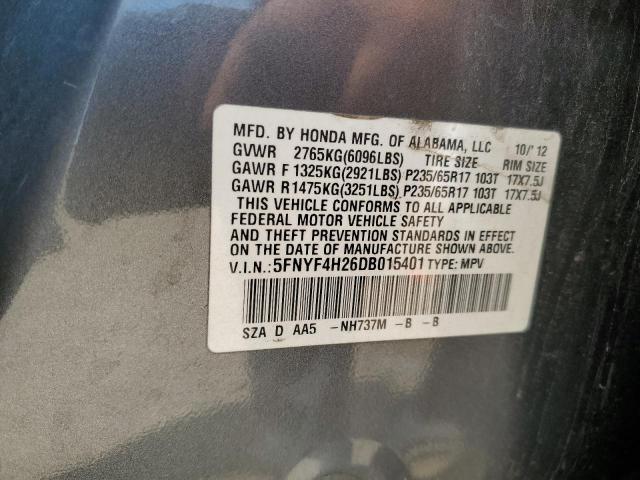 MFD. BY HONDA MFG. OF ALABAMA, LLC 10/'12
GVWR 2765KG(6096LBS) TIRE SIZE RIM SIZE
GAWR F 1325KG(2921LBS) P235/65R17 103T 17X7.5J
GAWR R1475KG(3251LBS) P235/65R17 103T 17X7.5J
THIS VEHICLE CONFORMS TO ALL APPLICABLE
FEDERAL MOTOR VEHICLE SAFETY
AND THEFT PREVENTION STANDARDS IN EFFECT
ON THE DATE OF MANUFACTURE SHOWN ABOVE.
V.I.N.: 5FNYF4H26DB015401 TYPE: MPV
SZA D AA5 -NH737M -B -B